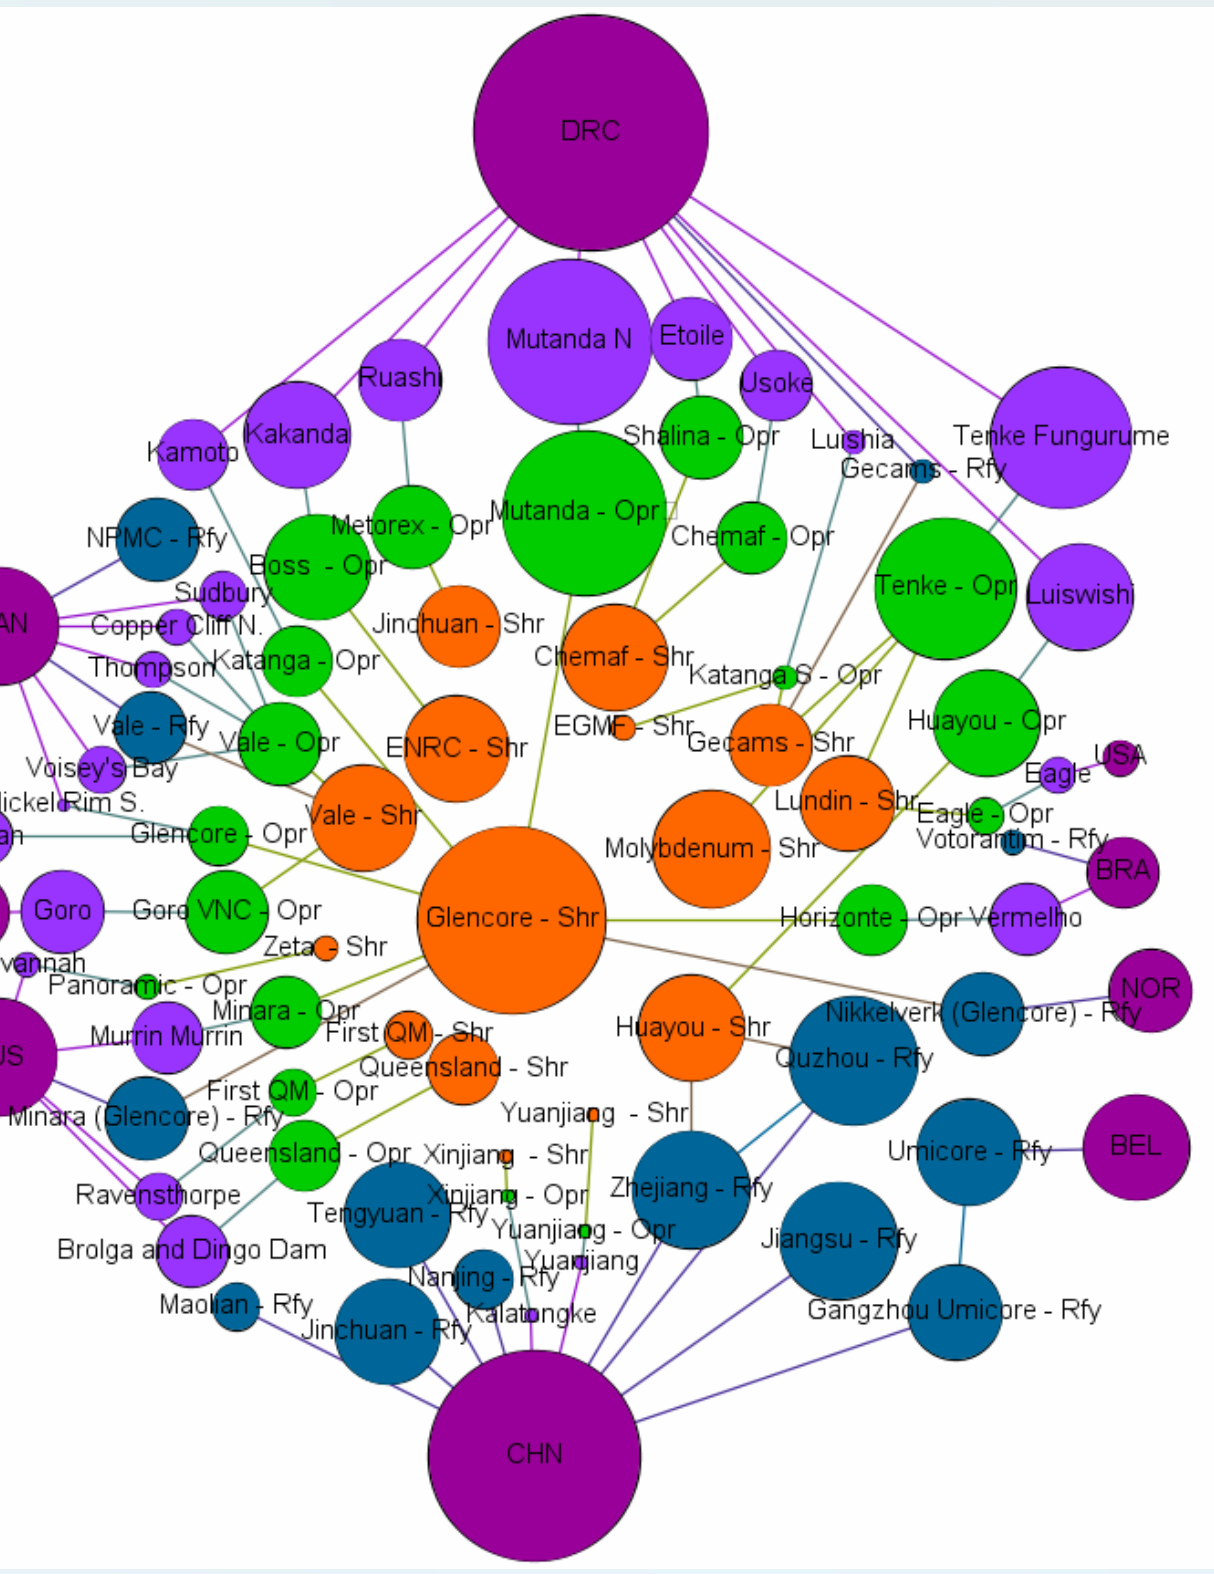 DRC
Mutanda N
Etoile
Ruashi
Usoke
Kakanda
Shalina - Opr
Luishia
Tenke Fungurume
Kamoto
Gecams - Rfy
Mutanda - Opr
Metorex - Opr
NPMC - Rfy
Chemaf - Opr
Boss - Opr
Tenke - Opr
Sudbury
Luiswishi
AN
Copper Cliff N.
Jinchuan - Shr
Chemaf - Shr
Thompson
Katanga - Opr
Katanga S - Opr
Vale - Rfy
EGMF - Shr
Huayou - Opr
Vale - Opr
ENRC - Shr
Gecams - Shr
USA
Voisey's Bay
Eagle
ickel Rim S.
Vale - Shr
Lundin - Shr
Eagle - Opr
an
Glencore - Opr
Votorantim - Rfy
Molybdenum - Shr
BRA
Goro
Goro VNC - Opr
Glencore - Shr
Horizonte - Opr
Vermelho
Zeta - Shr
vannah
Panoramic - Opr
NOR
Minara - Opr
Nikkelverk (Glencore) - Rfy
Murrin Murrin
First QM - Shr
Huayou - Shr
US
Quzhou - Rfy
Queensland - Shr
First QM - Opr
Minara (Glencore) - Rfy
Yuanjiang - Shr
Queensland - Opr
Xinjiang - Shr
Umicore - Rfy
BEL
Ravensthorpe
Xinjiang - Opr
Zhejiang - Rfy
Tengyuan - Rfy
Yuanjiang - Opr
Jiangsu - Rfy
Brolga and Dingo Dam
Yuanjiang
Nanjing - Rfy
Maolian - Rfy
Kalatongke
Gangzhou Umicore - Rfy
Jinchuan - Rfy
CHN